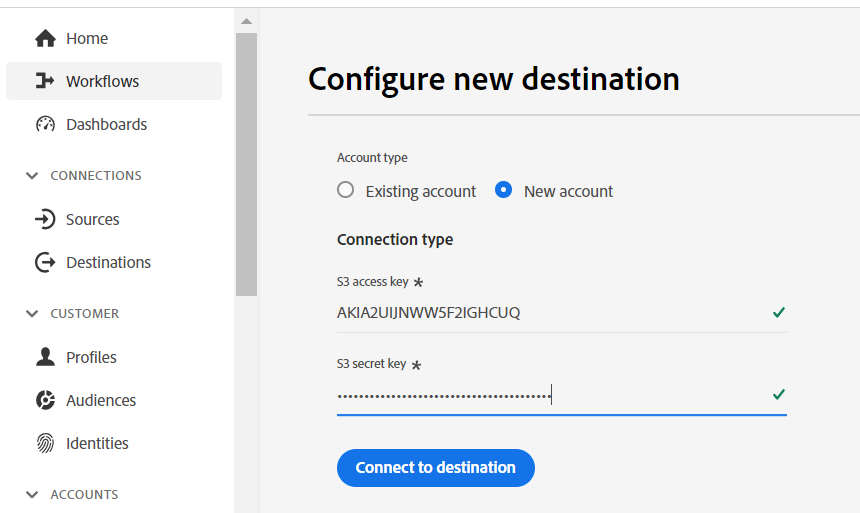 Home
Workflows
Dashboards
CONNECTIONS
Sources
Destinations
CUSTOMER
Profiles
Audiences
Identities
ACCOUNTS
Configure new destination
Account type
Existing account New account
Connection type
S3 access key *
AKIA2UIJNWW5F2IGHCUQ
S3 secret key *
••••••••••••••••••••••••••••••••••••••••
Connect to destination